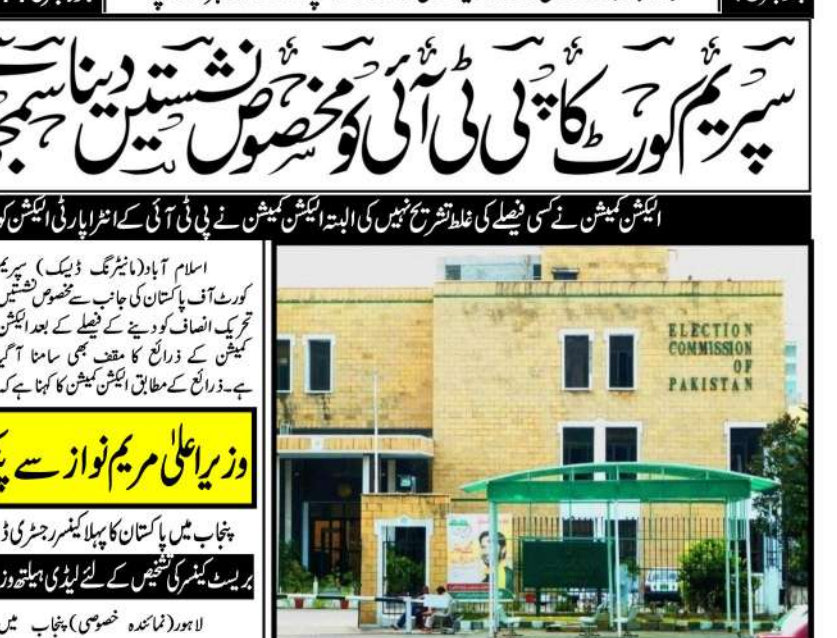 سپریم کورٹ کا پی ٹی آئی کو مخصوص نشستیں دینا
الیکشن کمیشن نے کسی فیصلے کی غلط تشریح نہیں کی البتہ الیکشن کمیشن نے پی ٹی آئی کے انٹرا پارٹی الیکشن کو
اسلام آباد (مانیٹرنگ ڈیسک) سپریم
کورٹ آف پاکستان کی جانب سے مخصوص نشستیں
تحریک انصاف کو دینے کے فیصلے کے بعد الیکشن
کمیشن کے ذرائع کا مقف بھی سامنا آ گیا
ہے۔ ذرائع کے مطابق الیکشن کمیشن کا کہنا ہے کہ
ELECTION
COMMISSION
OF
PAKISTAN
وزیراعلیٰ مریم نواز سے
پنجاب میں پاکستان کا پہلا کینسر رجسٹری
بریسٹ کینسر کی تشخیص کے لئے لیڈی ہیلتھ
لاہور (نمائندہ خصوصی) پنجاب میں